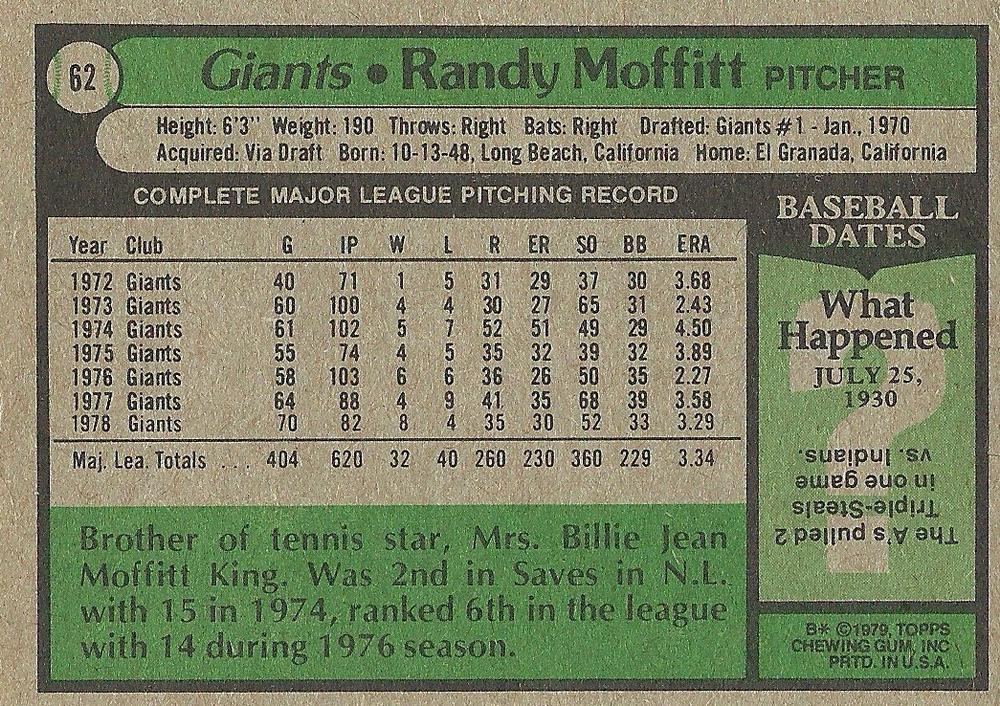 62
Giants • Randy Moffitt PITCHER
Height: 6'3" Weight: 190 Throws: Right Bats: Right Drafted: Giants #1 - Jan., 1970
Acquired: Via Draft Born: 10-13-48, Long Beach, California Home: El Granada, California
COMPLETE MAJOR LEAGUE PITCHING RECORD
Year Club G IP W L R ER SO BB ERA
1972 Giants 40 71 1 5 31 29 37 30 3.68
1973 Giants 60 100 4 4 30 27 65 31 2.43
1974 Giants 61 102 5 7 52 51 49 29 4.50
1975 Giants 55 74 4 5 35 32 39 32 3.89
1976 Giants 58 103 6 6 36 26 50 35 2.27
1977 Giants 64 88 4 9 41 35 68 39 3.58
1978 Giants 70 82 8 4 35 30 52 33 3.29
Maj. Lea. Totals ... 404 620 32 40 260 230 360 229 3.34
Brother of tennis star, Mrs. Billie Jean
Moffitt King. Was 2nd in Saves in N.L.
with 15 in 1974, ranked 6th in the league
with 14 during 1976 season.
BASEBALL
DATES
What
Happened
JULY 25,
1930
?
The A's pulled 2
Triple-Steals
in one game
vs. Indians.
B* ©1979, TOPPS
CHEWING GUM, INC
PRTD. IN U.S.A.